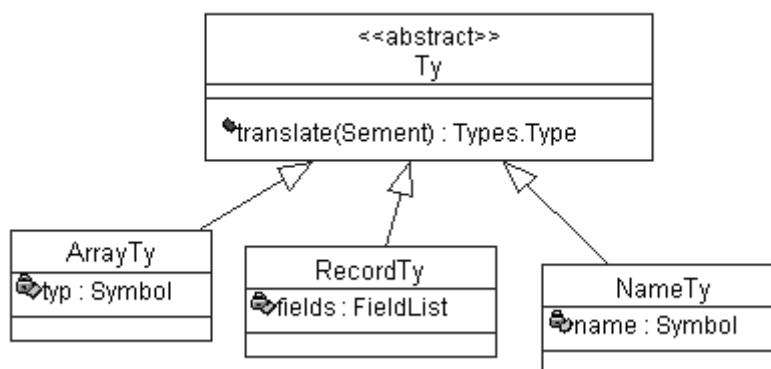 <<abstract>>
Ty
translate(Sement) : Types.Type
ArrayTy
typ : Symbol
RecordTy
fields : FieldList
NameTy
name : Symbol